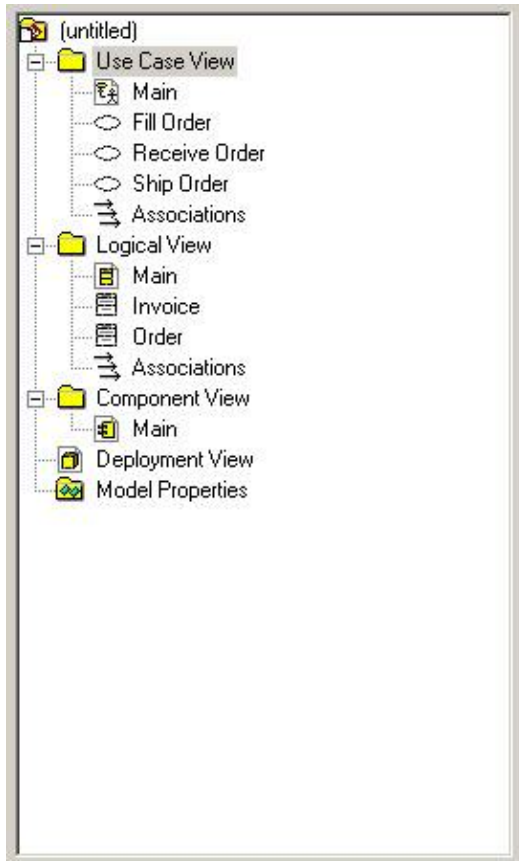 (untitled)
Use Case View
Main
Fill Order
Receive Order
Ship Order
Associations
Logical View
Main
Invoice
Order
Associations
Component View
Main
Deployment View
Model Properties